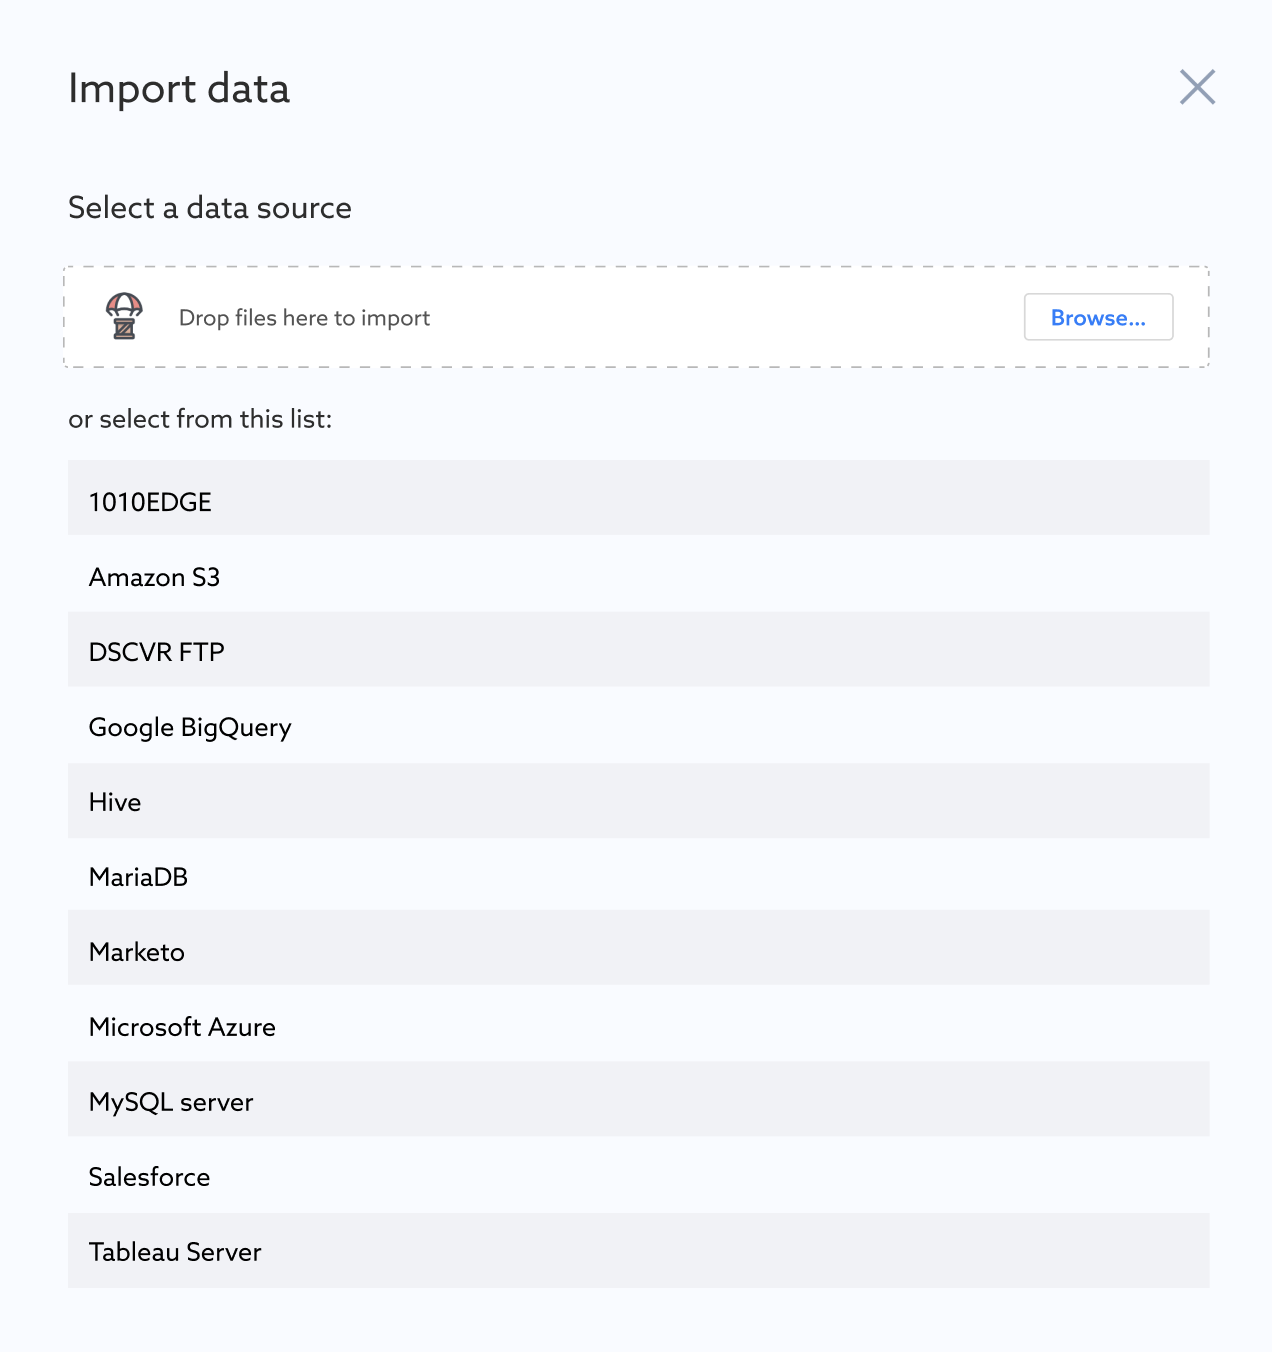 Import data
Select a data source
Drop files here to import
Browse...
or select from this list:
1010EDGE
Amazon S3
DSCVR FTP
Google BigQuery
Hive
MariaDB
Marketo
Microsoft Azure
MySQL server
Salesforce
Tableau Server